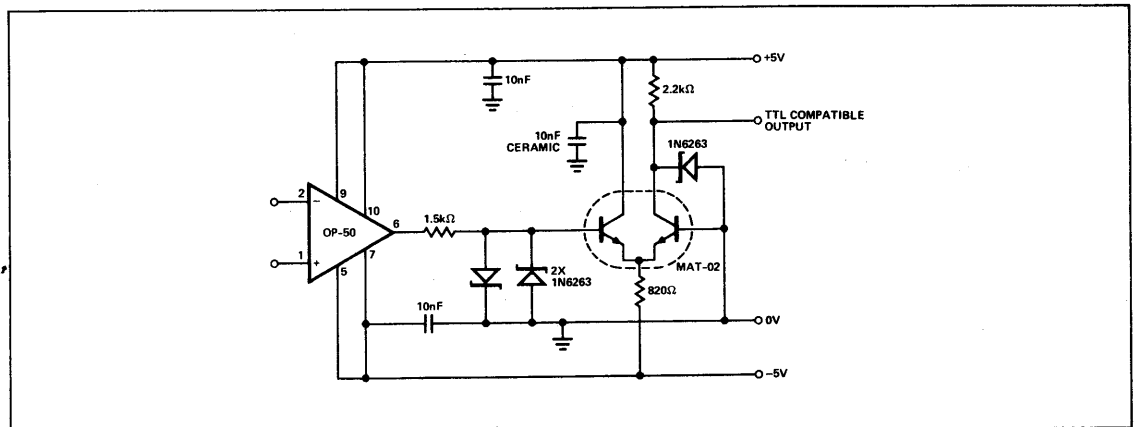 +5V
10nF
2.2kΩ
TTL COMPATIBLE
OUTPUT
10nF
CERAMIC
1N6263
2
9
10
−
1.5kΩ
6
OP-50
7
1
+
5
2X
1N6263
MAT-02
820Ω
10nF
0V
−5V